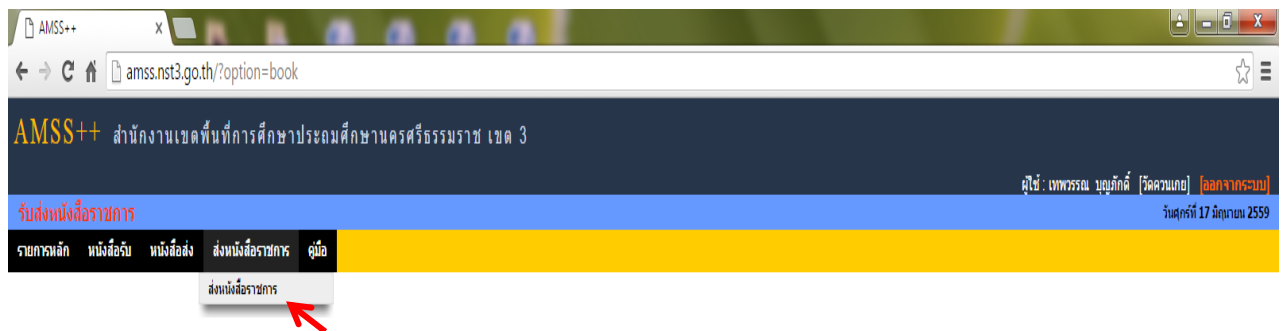 AMSS++
amss.nst3.go.th/?option=book
AMSS++ สำนักงานเขตพื้นที่การศึกษาประถมศึกษานครศรีธรรมราช เขต 3
ผู้ใช้ : เทพวรรณ บุญภักดิ์ [วัดควนเกย] [ออกจากระบบ]
รับส่งหนังสือราชการ วันศุกร์ที่ 17 มิถุนายน 2559
รายการหลัก หนังสือรับ หนังสือส่ง ส่งหนังสือราชการ คู่มือ
ส่งหนังสือราชการ